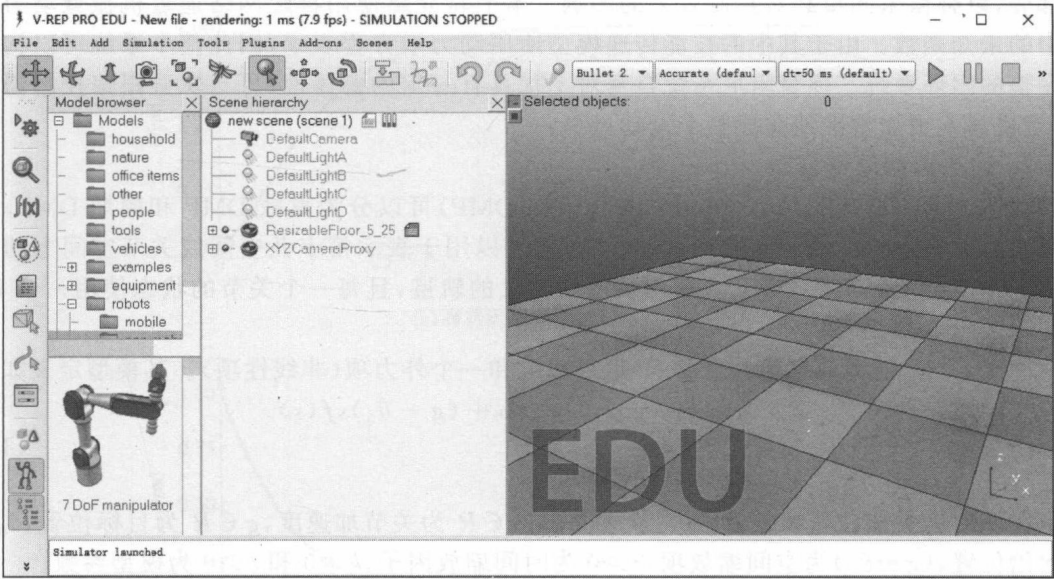 V-REP PRO EDU - New file - rendering: 1 ms (7.9 fps) - SIMULATION STOPPED
File Edit Add Simulation Tools Plugins Add-ons Scenes Help
Bullet 2. Accurate (defaul dt=50 ms (default) »
Model browser
Models
household
nature
office items
other
people
tools
vehicles
examples
equipment
robots
mobile
7 DoF manipulator
Scene hierarchy
new scene (scene 1)
DefaultCamera
DefaultLightA
DefaultLightB
DefaultLightC
DefaultLightD
ResizableFloor_5_25
XYZCameraProxy
Selected objects: 0
f(x)
EDU
z
y
x
Simulator launched.